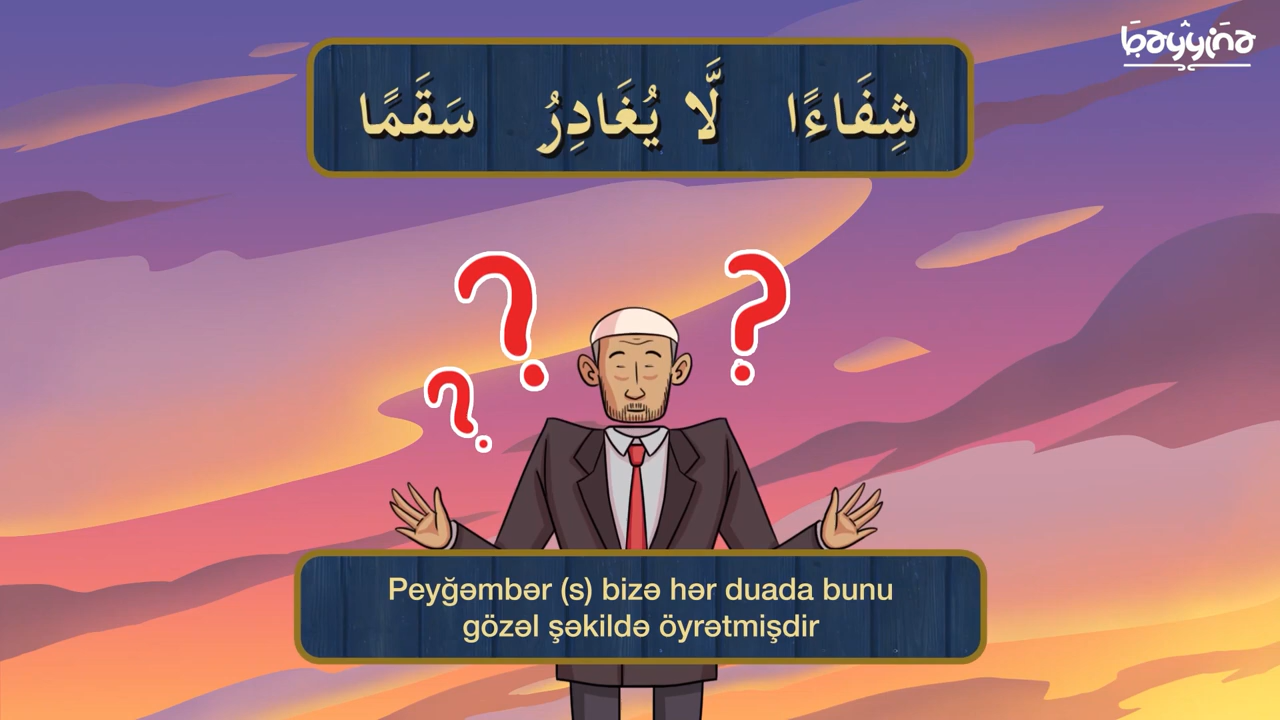 bayyina
شِفَاءًا لَّا يُغَادِرُ سَقَمًا
? ? ?
Peyğəmbər (s) bizə hər duada bunu
gözəl şəkildə öyrətmişdir